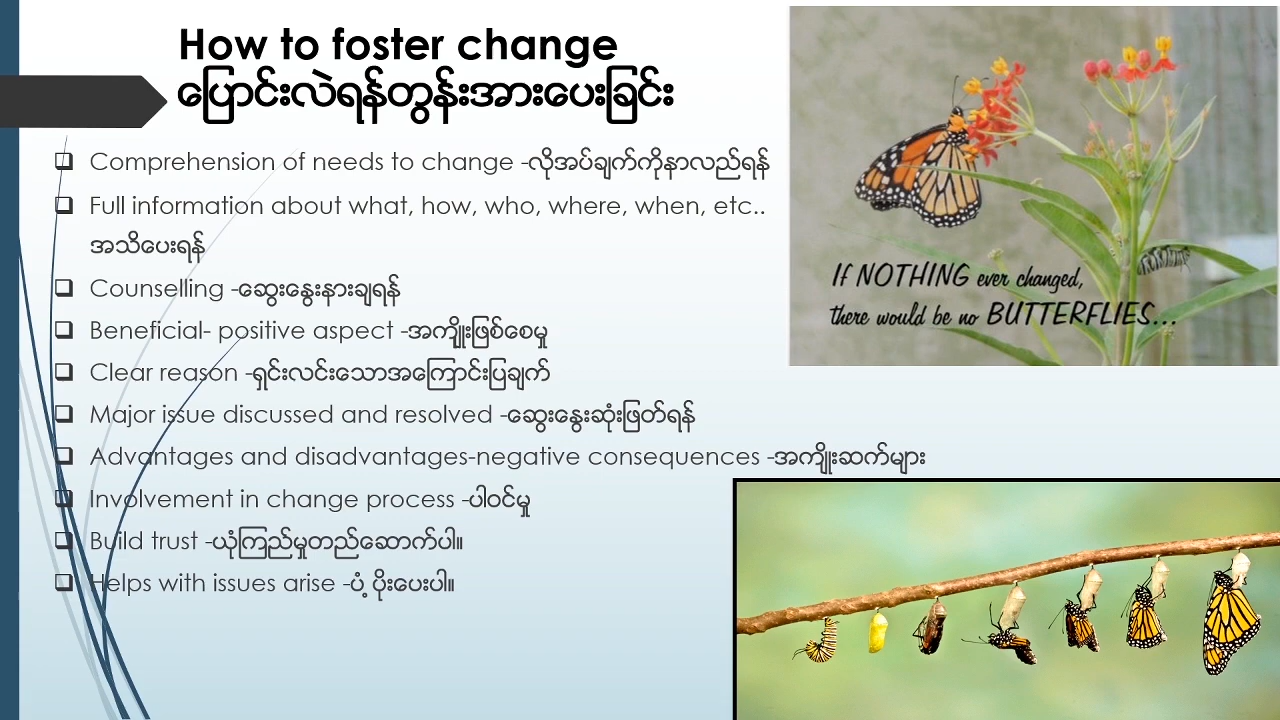 How to foster change
ပြောင်းလဲရန်တွန်းအားပေးခြင်း
Comprehension of needs to change -လိုအပ်ချက်ကိုနာလည်ရန်
Full information about what, how, who, where, when, etc..
အသိပေးရန်
Counselling -ဆွေးနွေးနားချရန်
Beneficial- positive aspect -အကျိုးဖြစ်စေမှု
Clear reason -ရှင်းလင်းသောအကြောင်းပြချက်
Major issue discussed and resolved -ဆွေးနွေးဆုံးဖြတ်ရန်
Advantages and disadvantages-negative consequences -အကျိုးဆက်များ
Involvement in change process -ပါဝင်မှု
Build trust -ယုံကြည်မှုတည်ဆောက်ပါ။
Helps with issues arise -ပံ့ပိုးပေးပါ။
If NOTHING ever changed,
there would be no BUTTERFLIES...